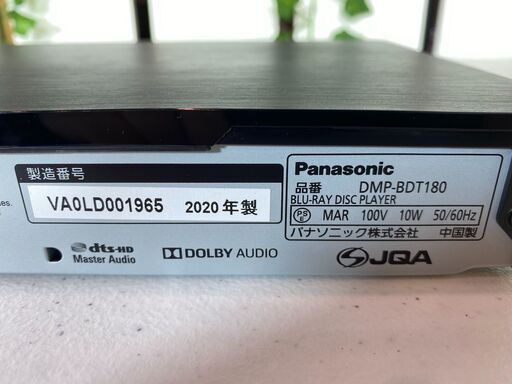 製造番号
VA0LD001965 2020年製
dts-HD
Master Audio
DOLBY AUDIO
Panasonic
品番 DMP-BDT180
BLU-RAY DISC PLAYER
PSE MAR 100V 10W 50/60Hz
パナソニック株式会社 中国製
JQA